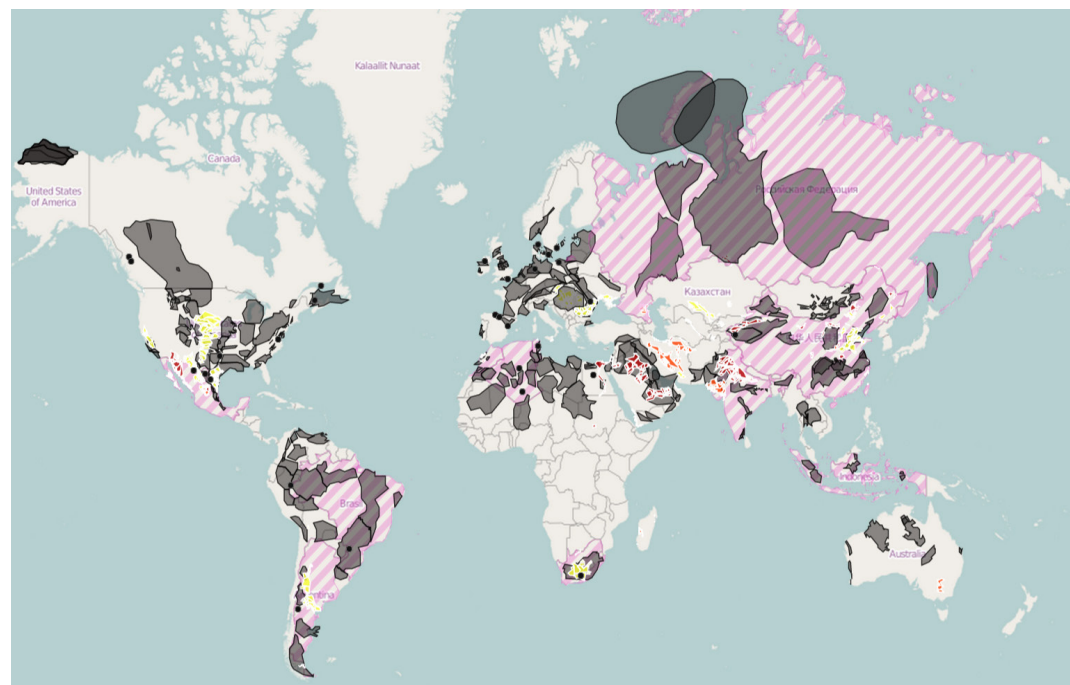 Kalaallit Nunaat
Canada
United States
of America
Российская Федерация
Казахстан
Brasil
Indonesia
Australia